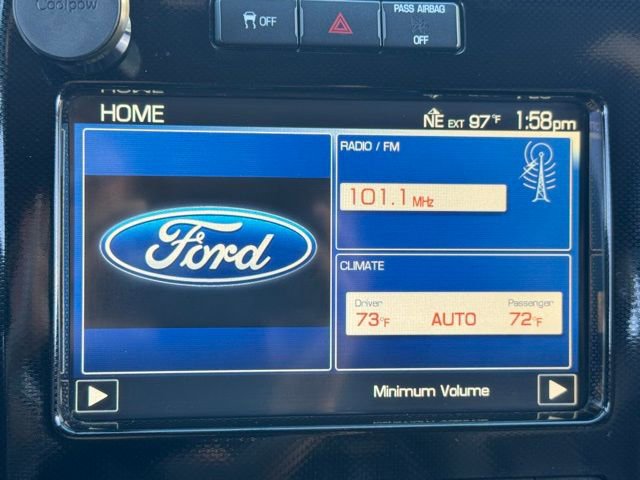 Coolpow
OFF
PASS AIRBAG
OFF
HOME
NE EXT 97°F 1:58pm
RADIO / FM
101.1 MHz
Ford
CLIMATE
Driver Passenger
73°F AUTO 72°F
Minimum Volume